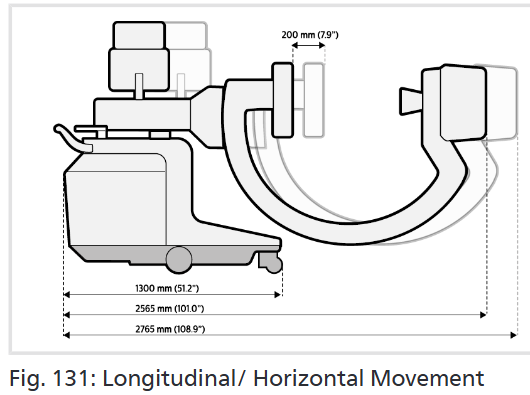 200 mm (7.9")
1300 mm (51.2")
2565 mm (101.0")
2765 mm (108.9")
Fig. 131: Longitudinal/ Horizontal Movement